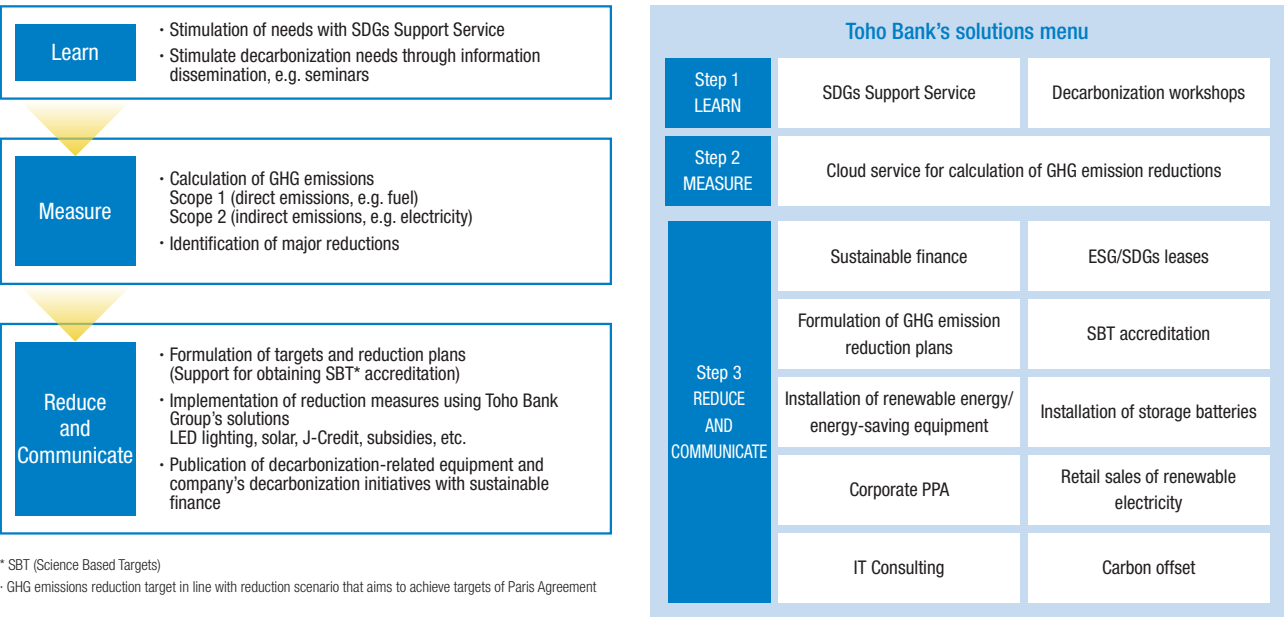 Learn
・Stimulation of needs with SDGs Support Service
・Stimulate decarbonization needs through information
dissemination, e.g. seminars
Measure
・Calculation of GHG emissions
Scope 1 (direct emissions, e.g. fuel)
Scope 2 (indirect emissions, e.g. electricity)
・Identification of major reductions
Reduce
and
Communicate
・Formulation of targets and reduction plans
(Support for obtaining SBT* accreditation)
・Implementation of reduction measures using Toho Bank
Group's solutions
LED lighting, solar, J-Credit, subsidies, etc.
・Publication of decarbonization-related equipment and
company's decarbonization initiatives with sustainable
finance
* SBT (Science Based Targets)
· GHG emissions reduction target in line with reduction scenario that aims to achieve targets of Paris Agreement
Toho Bank's solutions menu
Step 1
LEARN
SDGs Support Service
Decarbonization workshops
Step 2
MEASURE
Cloud service for calculation of GHG emission reductions
Step 3
REDUCE
AND
COMMUNICATE
Sustainable finance
ESG/SDGs leases
Formulation of GHG emission
reduction plans
SBT accreditation
Installation of renewable energy/
energy-saving equipment
Installation of storage batteries
Corporate PPA
Retail sales of renewable
electricity
IT Consulting
Carbon offset